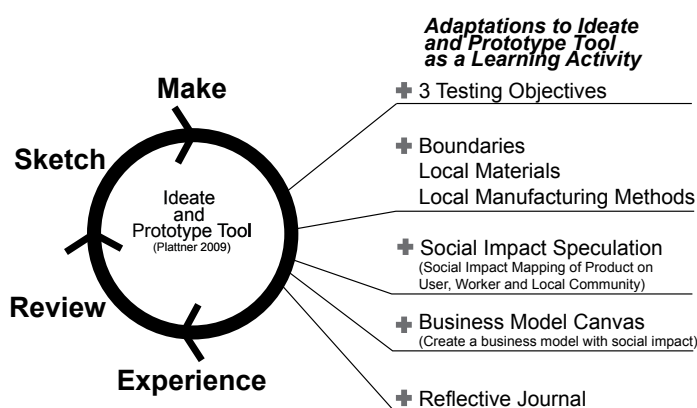 Make
Sketch
Review
Experience
Ideate
and
Prototype Tool
(Plattner 2009)
Adaptations to Ideate
and Prototype Tool
as a Learning Activity
+ 3 Testing Objectives
+ Boundaries
Local Materials
Local Manufacturing Methods
+ Social Impact Speculation
(Social Impact Mapping of Product on
User, Worker and Local Community)
+ Business Model Canvas
(Create a business model with social impact)
+ Reflective Journal